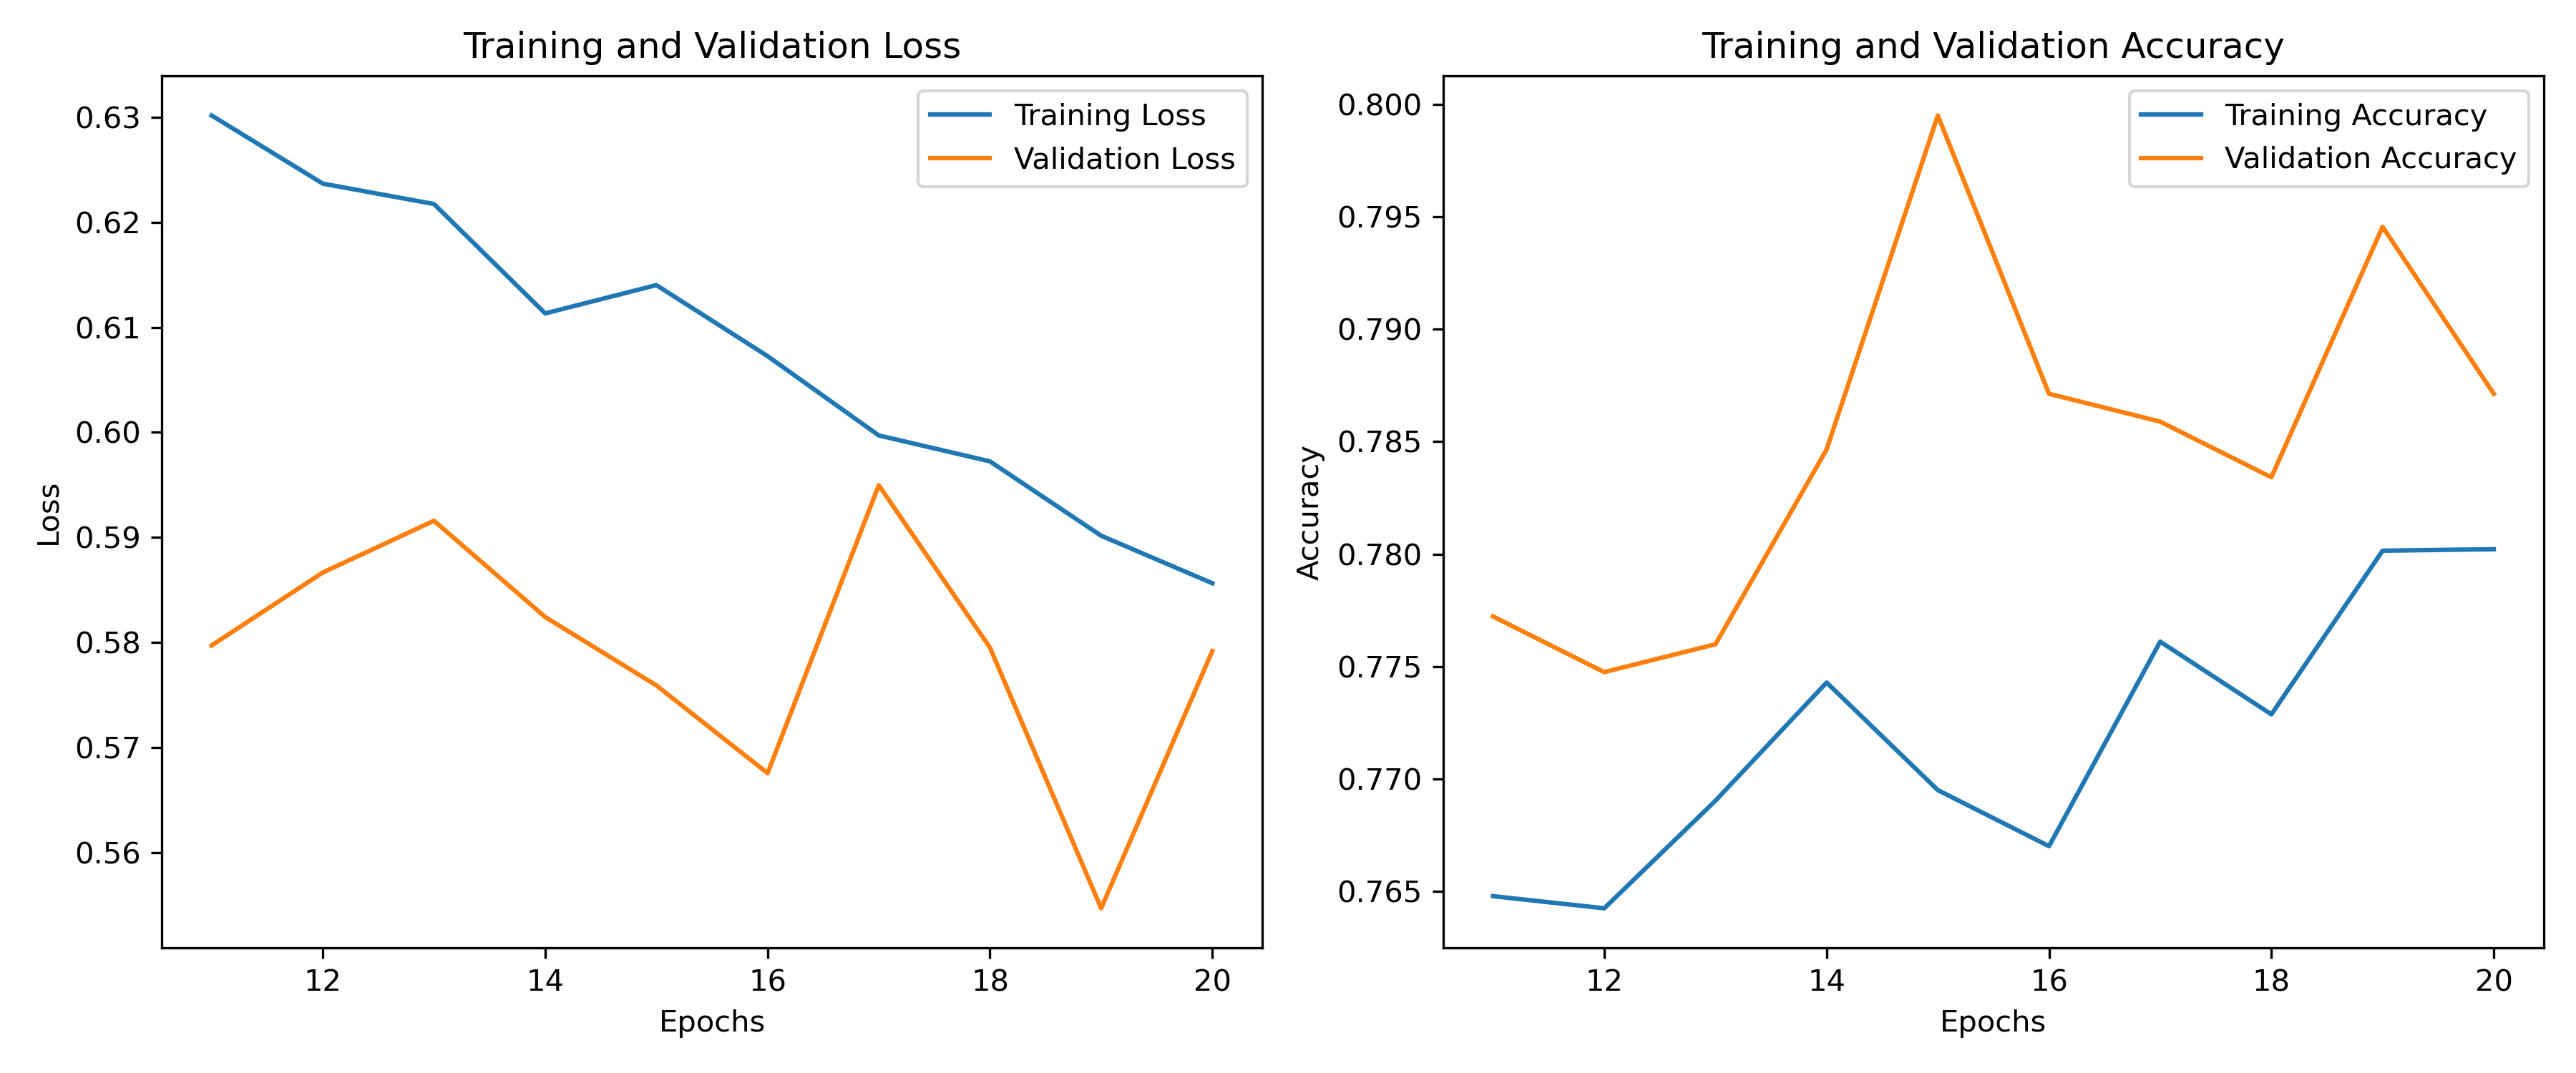 Training and Validation Loss
Training Loss
Validation Loss
0.63
0.62
0.61
0.60
0.59
0.58
0.57
0.56
Loss
12 14 16 18 20
Epochs
Training and Validation Accuracy
Training Accuracy
Validation Accuracy
0.800
0.795
0.790
0.785
0.780
0.775
0.770
0.765
Accuracy
12 14 16 18 20
Epochs